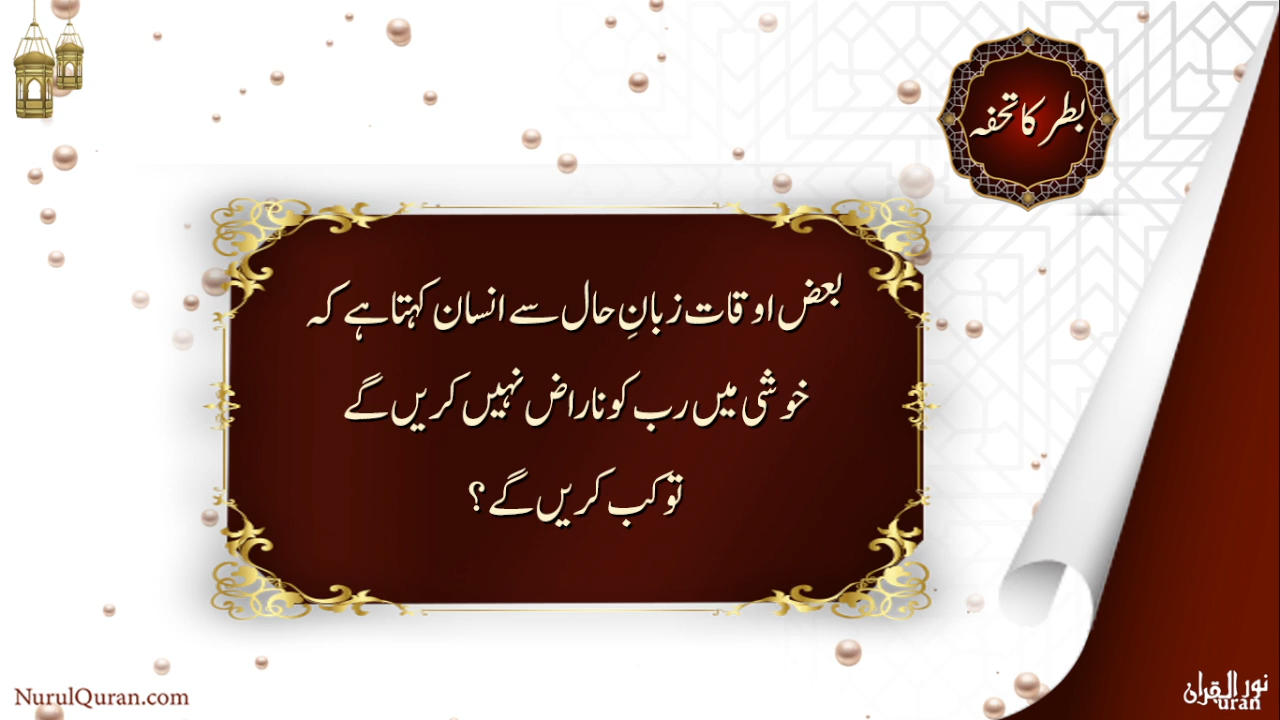 بطر کا تحفہ
بعض اوقات زبانِ حال سے انسان کہتا ہے کہ
خوشی میں رب کو ناراض نہیں کریں گے
تو کب کریں گے؟
NurulQuran.com
نور القرآن
uran